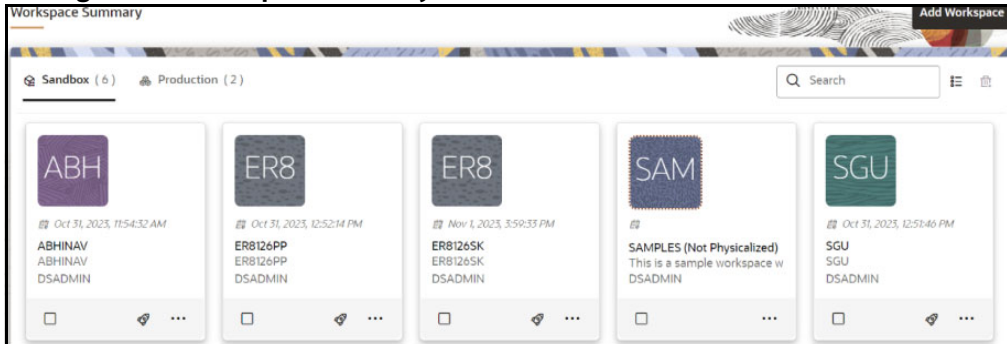 Workspace Summary
Add Workspace
Sandbox (6)
Production (2)
Search
ABH
Oct 31, 2023, 11:54:32 AM
ABHINAV
ABHINAV
DSADMIN
ER8
Oct 31, 2023, 12:52:14 PM
ER8126PP
ER8126PP
DSADMIN
ER8
Nov 1, 2023, 3:59:33 PM
ER8126SK
ER8126SK
DSADMIN
SAM
SAMPLES (Not Physicalized)
This is a sample workspace w
DSADMIN
SGU
Oct 31, 2023, 12:51:46 PM
SGU
SGU
DSADMIN